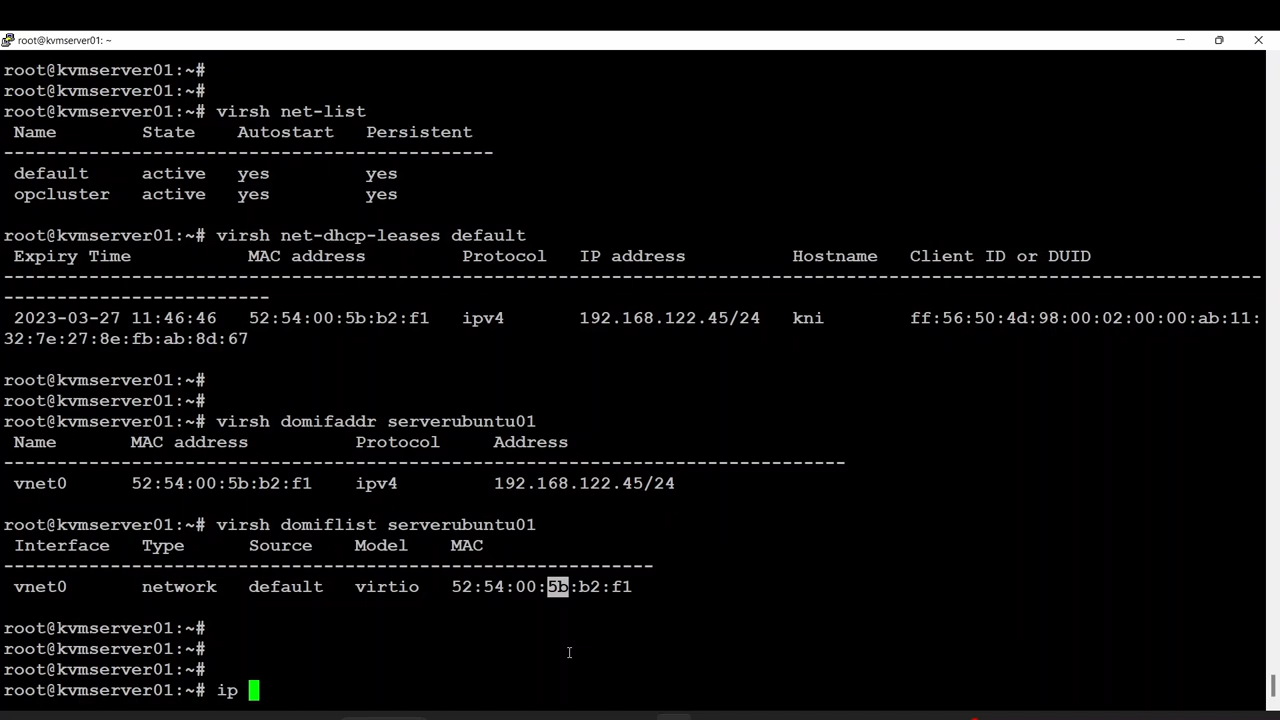 root@kvmserver01: ~
root@kvmserver01:~#
root@kvmserver01:~#
root@kvmserver01:~# virsh net-list
Name State Autostart Persistent
----------------------------------------------
default active yes yes
opcluster active yes yes
root@kvmserver01:~# virsh net-dhcp-leases default
Expiry Time MAC address Protocol IP address Hostname Client ID or DUID
----------------------------------------------------------------------------------------------------------------------
-------------------------
2023-03-27 11:46:46 52:54:00:5b:b2:f1 ipv4 192.168.122.45/24 kni ff:56:50:4d:98:00:02:00:00:ab:11:
32:7e:27:8e:fb:ab:8d:67
root@kvmserver01:~#
root@kvmserver01:~#
root@kvmserver01:~# virsh domifaddr serverubuntu01
Name MAC address Protocol Address
-------------------------------------------------------------------------------
vnet0 52:54:00:5b:b2:f1 ipv4 192.168.122.45/24
root@kvmserver01:~# virsh domiflist serverubuntu01
Interface Type Source Model MAC
-------------------------------------------------------------
vnet0 network default virtio 52:54:00:5b:b2:f1
root@kvmserver01:~#
root@kvmserver01:~#
root@kvmserver01:~#
root@kvmserver01:~# ip